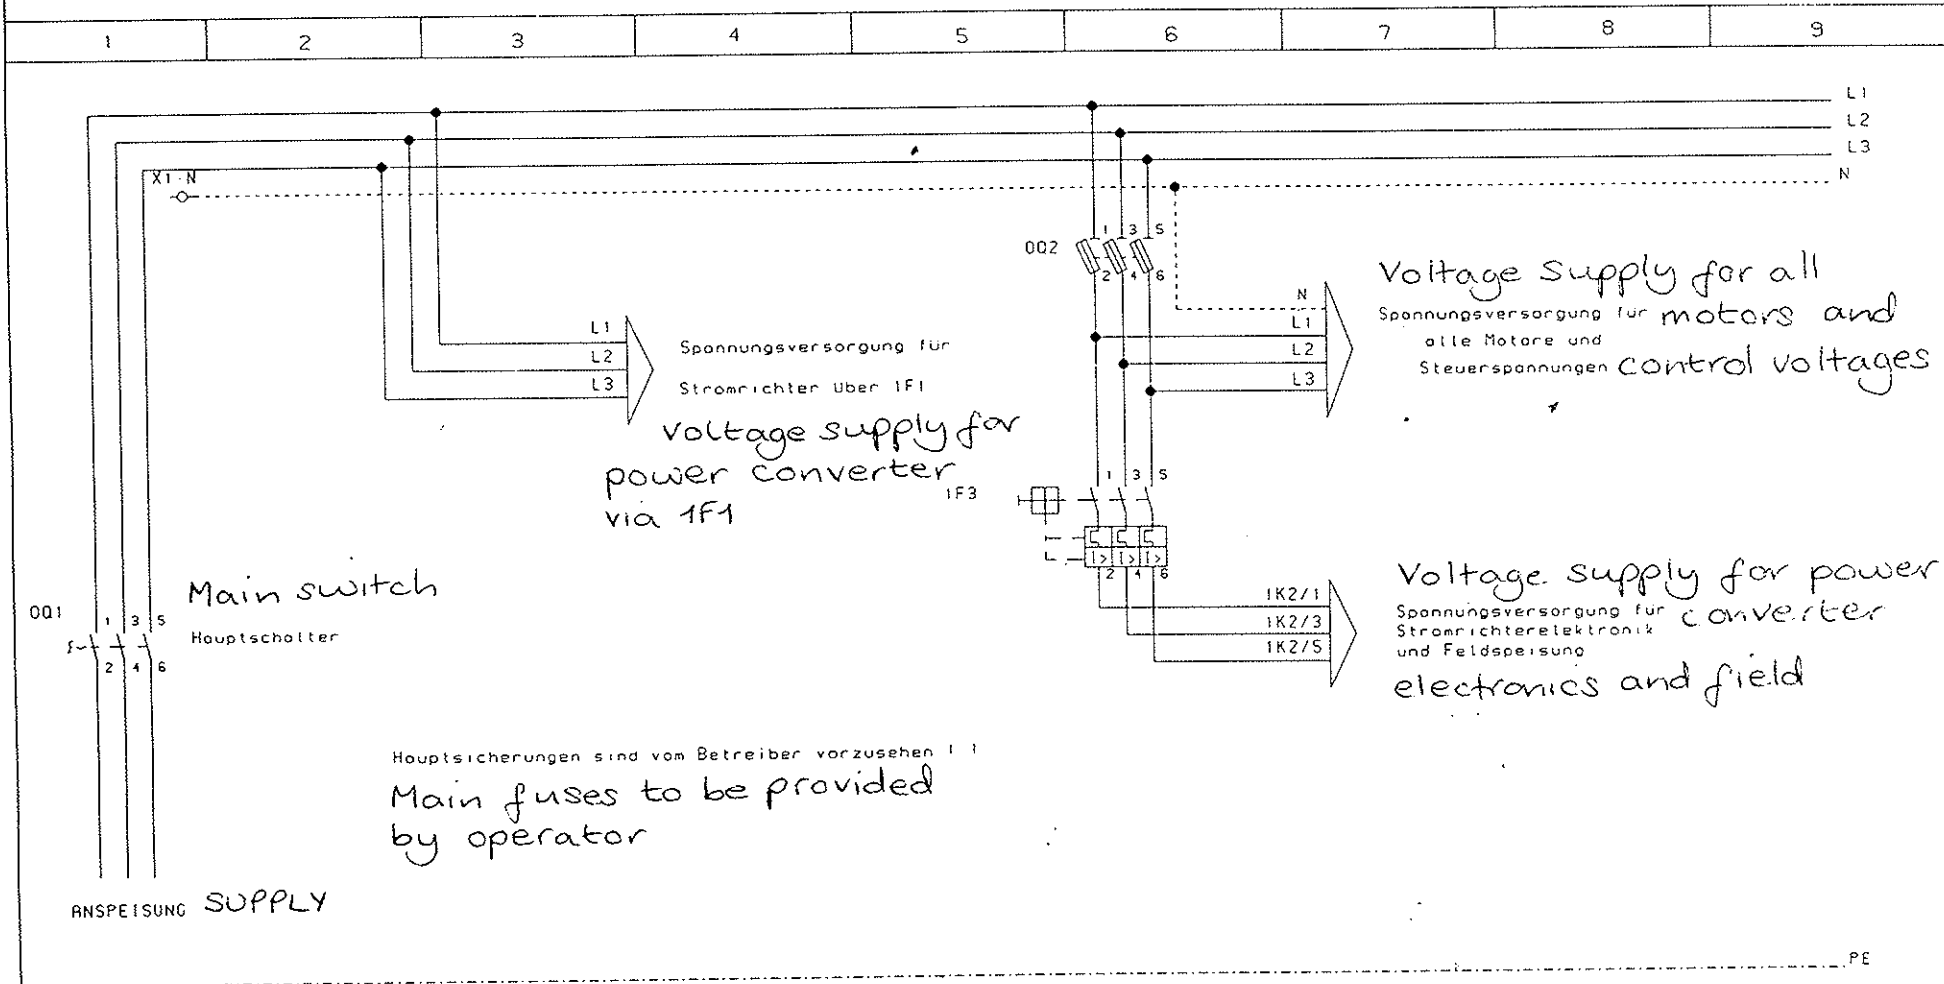 1 2 3 4 5 6 7 8 9
L1
L2
L3
N
X1-N
0Q2
1 3 5
2 4 6
N
L1
L2
L3
Voltage supply for all
Spannungsversorgung für motors and
alle Motore und
Steuerspannungen control voltages
L1
L2
L3
Spannungsversorgung für
Stromrichter über 1F1
voltage supply for
power converter
via 1F1
1F3
1 3 5
I> I> I>
2 4 6
1K2/1
1K2/3
1K2/5
Voltage supply for power
Spannungsversorgung für converter
Stromrichterelektronik
und Feldspeisung
electronics and field
0Q1
1 3 5
2 4 6
Main switch
Hauptschalter
Hauptsicherungen sind vom Betreiber vorzusehen ! !
Main fuses to be provided
by operator
ANSPEISUNG SUPPLY
PE